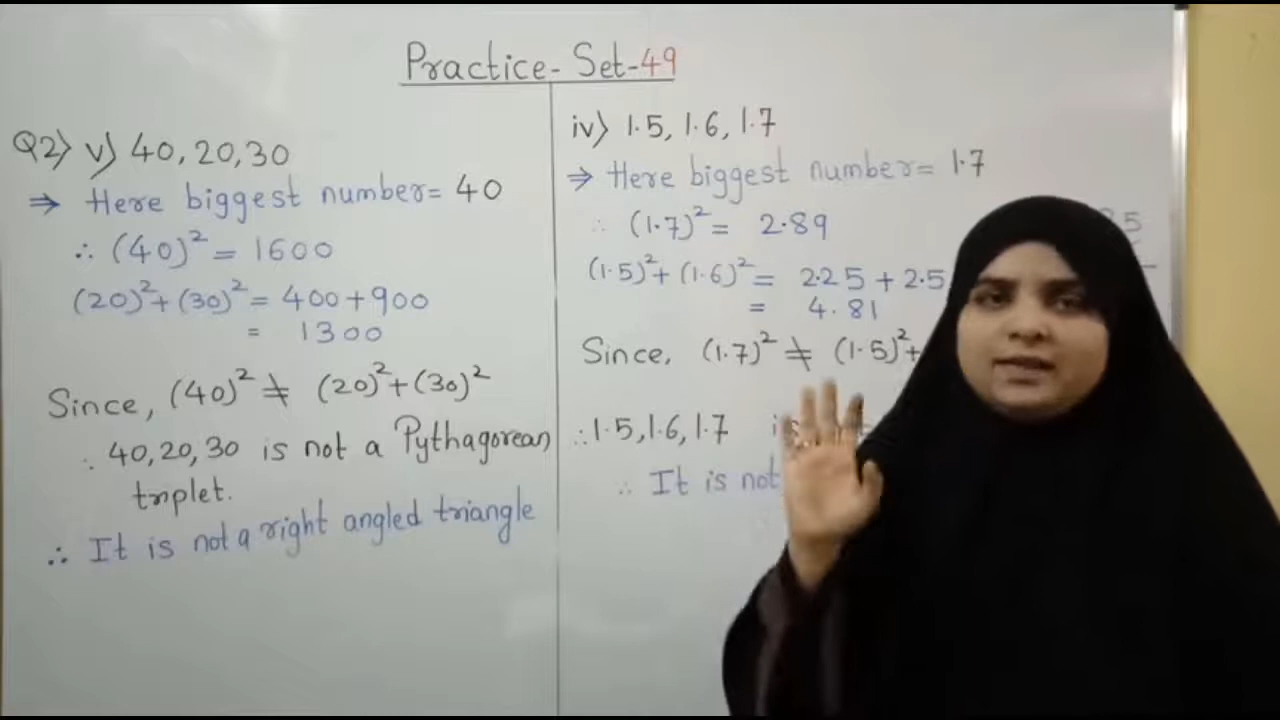 Practice-Set-49
Q2) v) 40, 20, 30
⇒ Here biggest number = 40
∴ (40)² = 1600
(20)² + (30)² = 400 + 900
= 1300
Since, (40)² ≠ (20)² + (30)²
∴ 40, 20, 30 is not a Pythagorean
triplet.
∴ It is not a right angled triangle
iv) 1.5, 1.6, 1.7
⇒ Here biggest number = 1.7
∴ (1.7)² = 2.89
(1.5)² + (1.6)² = 2.25 + 2.5
= 4.81
Since, (1.7)² ≠ (1.5)² +
∴ 1.5, 1.6, 1.7 is
∴ It is not